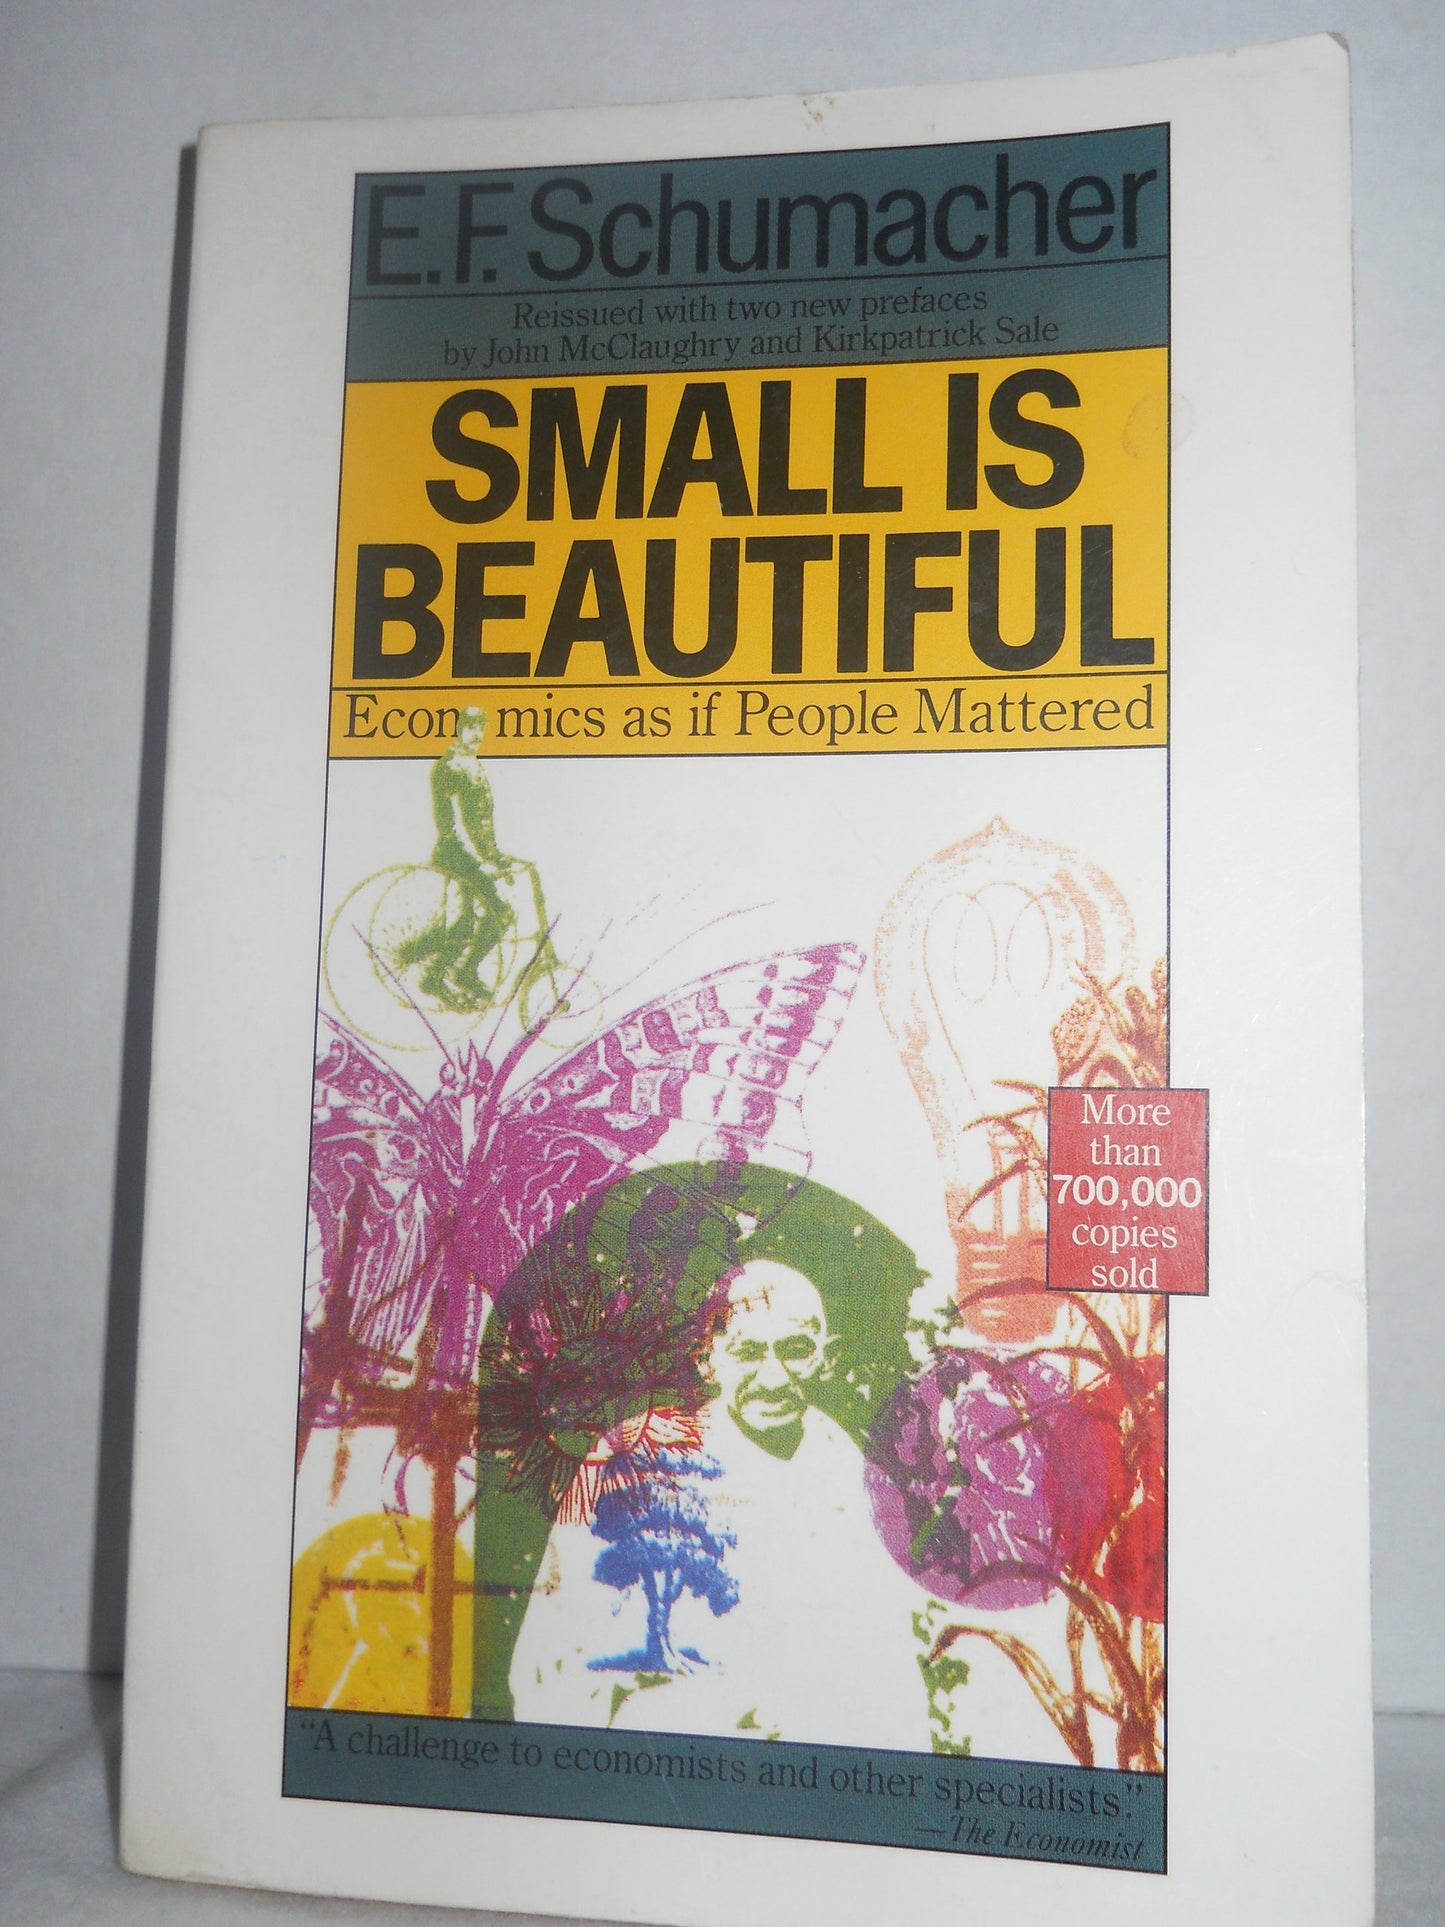 E.F. Schumacher
Reissued with two new prefaces
by John McClaughry and Kirkpatrick Sale
SMALL IS
BEAUTIFUL
Econ mics as if People Mattered
More
than
700,000
copies
sold
“A challenge to economists and other specialists.”
—The Economist